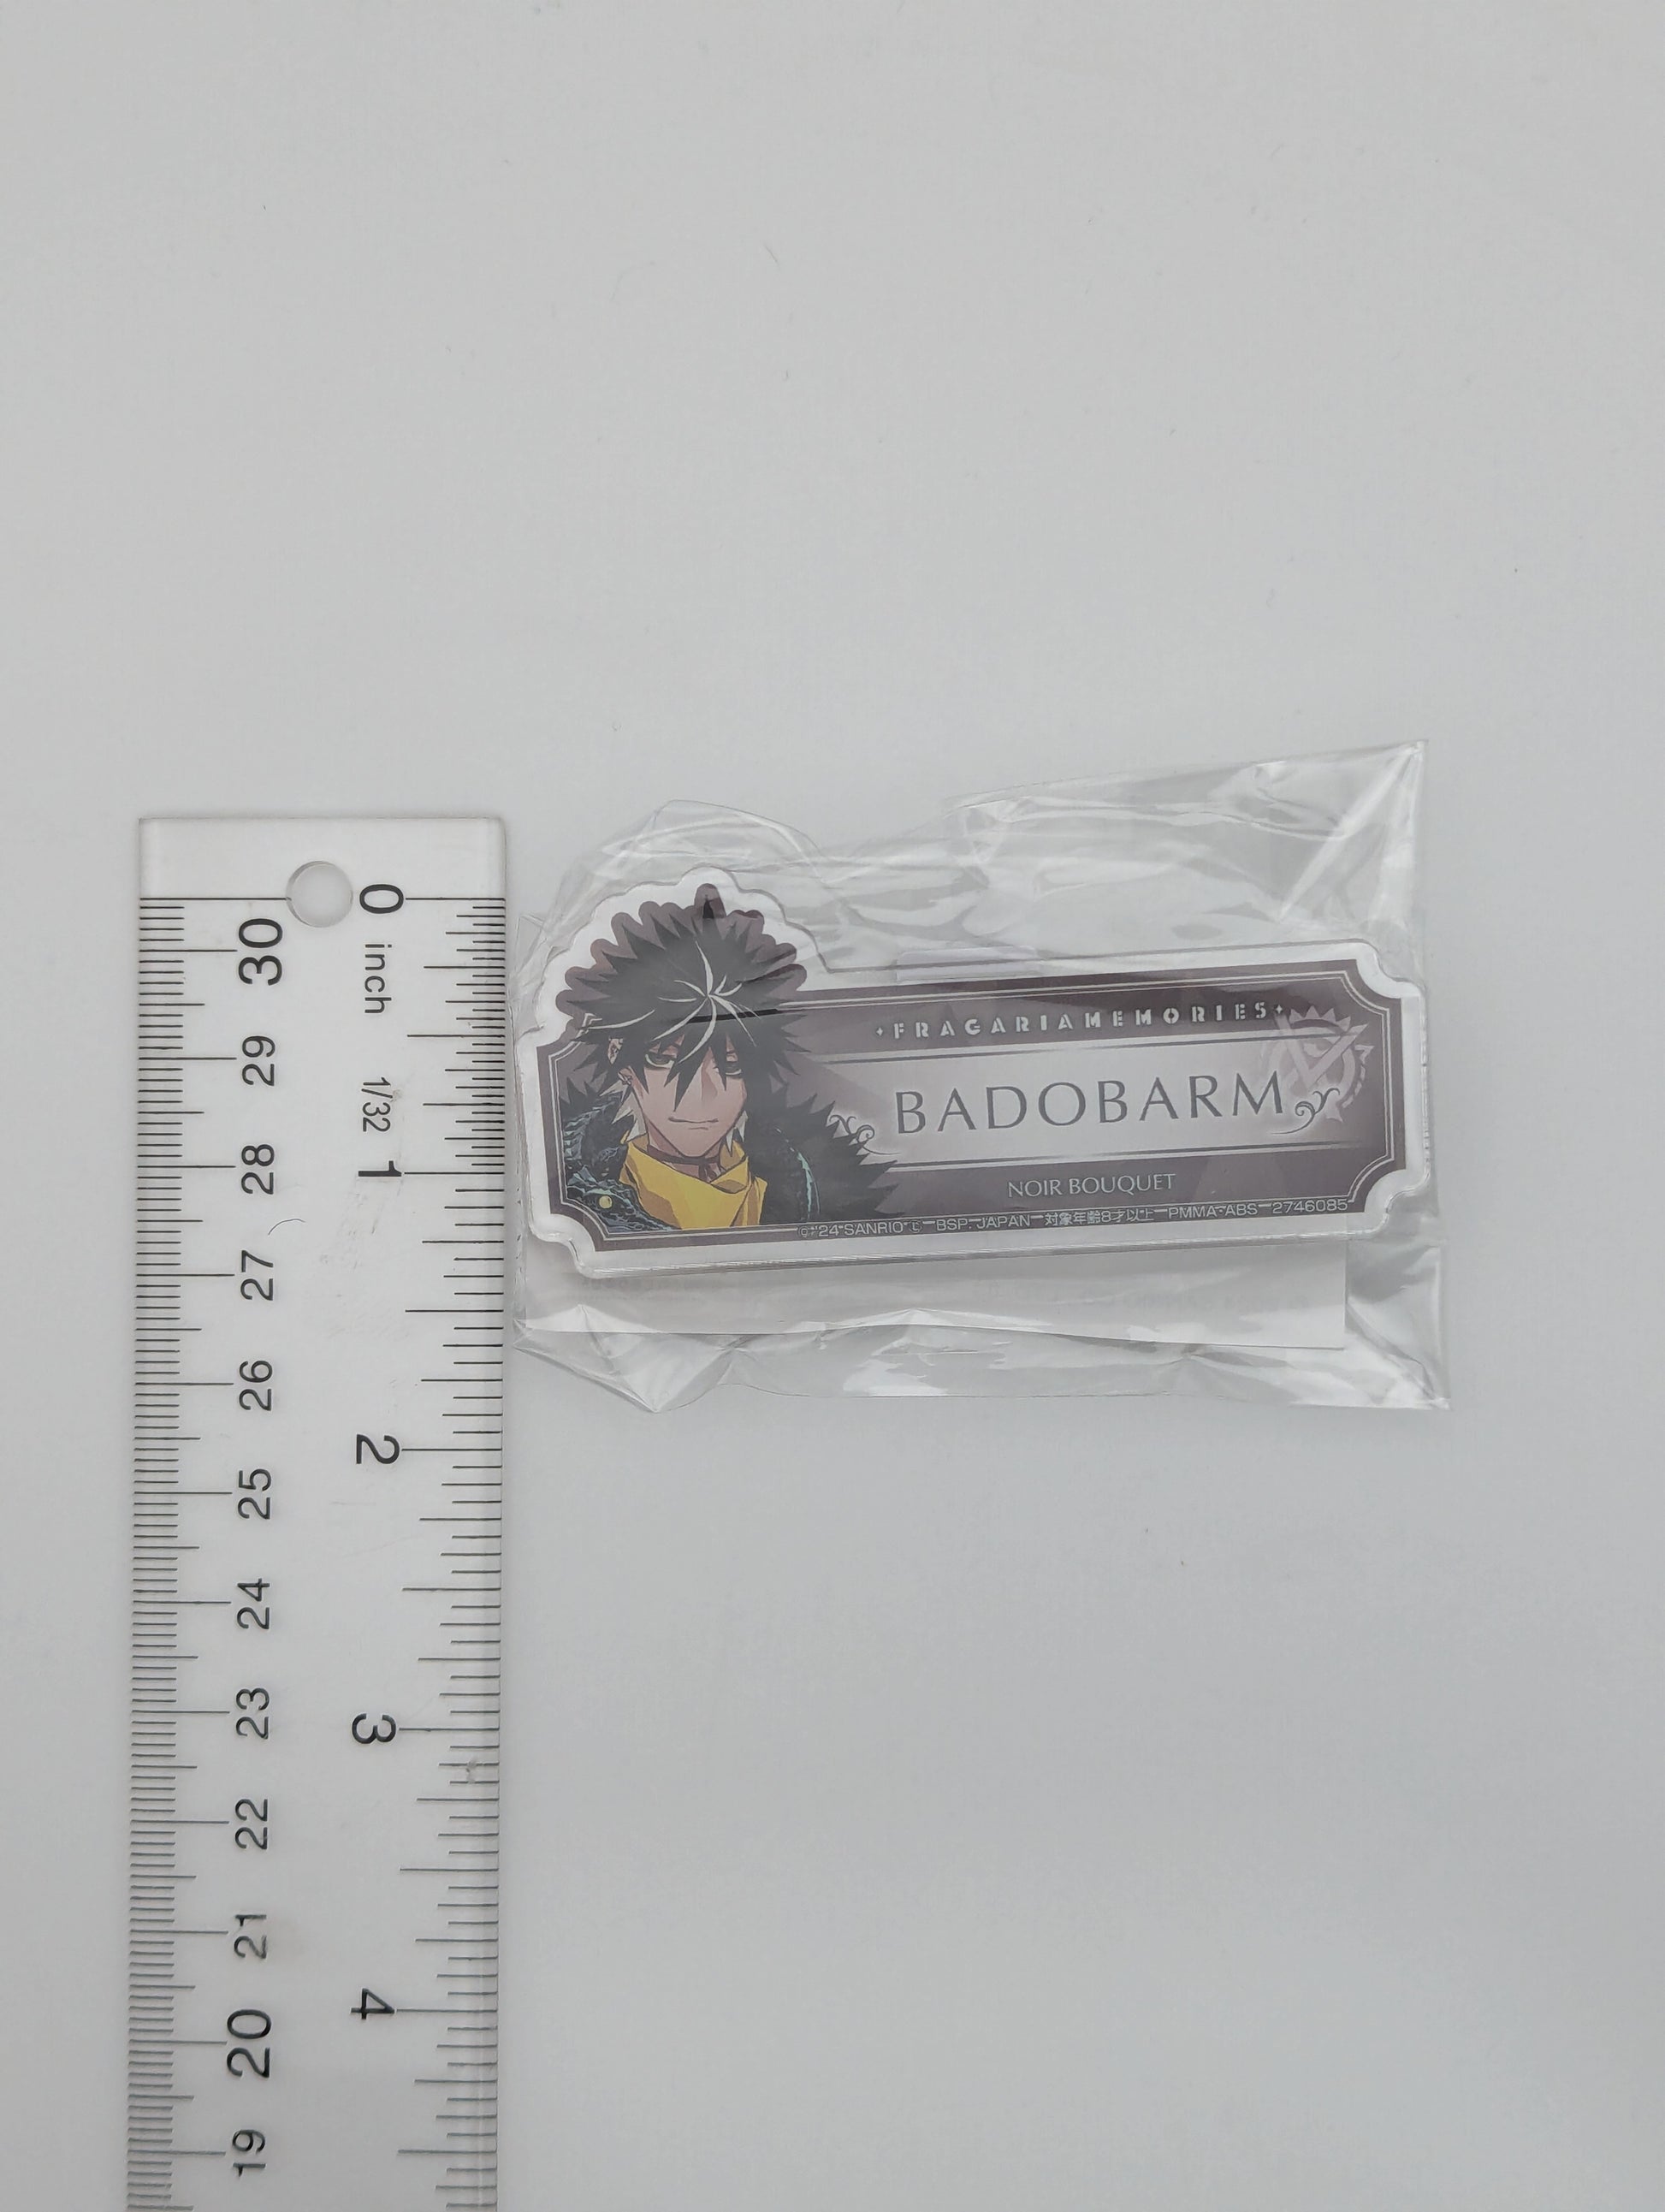 0 inch 1/32 1 2 3 4
30 29 28 27 26 25 24 23 22 21 20 19
FRAGARIAMEMORIES
BADOBARM
NOIR BOUQUET
©'24 SANRIO Ⓛ BSP. JAPAN 対象年齢8才以上 PMMA･ABS 2746085